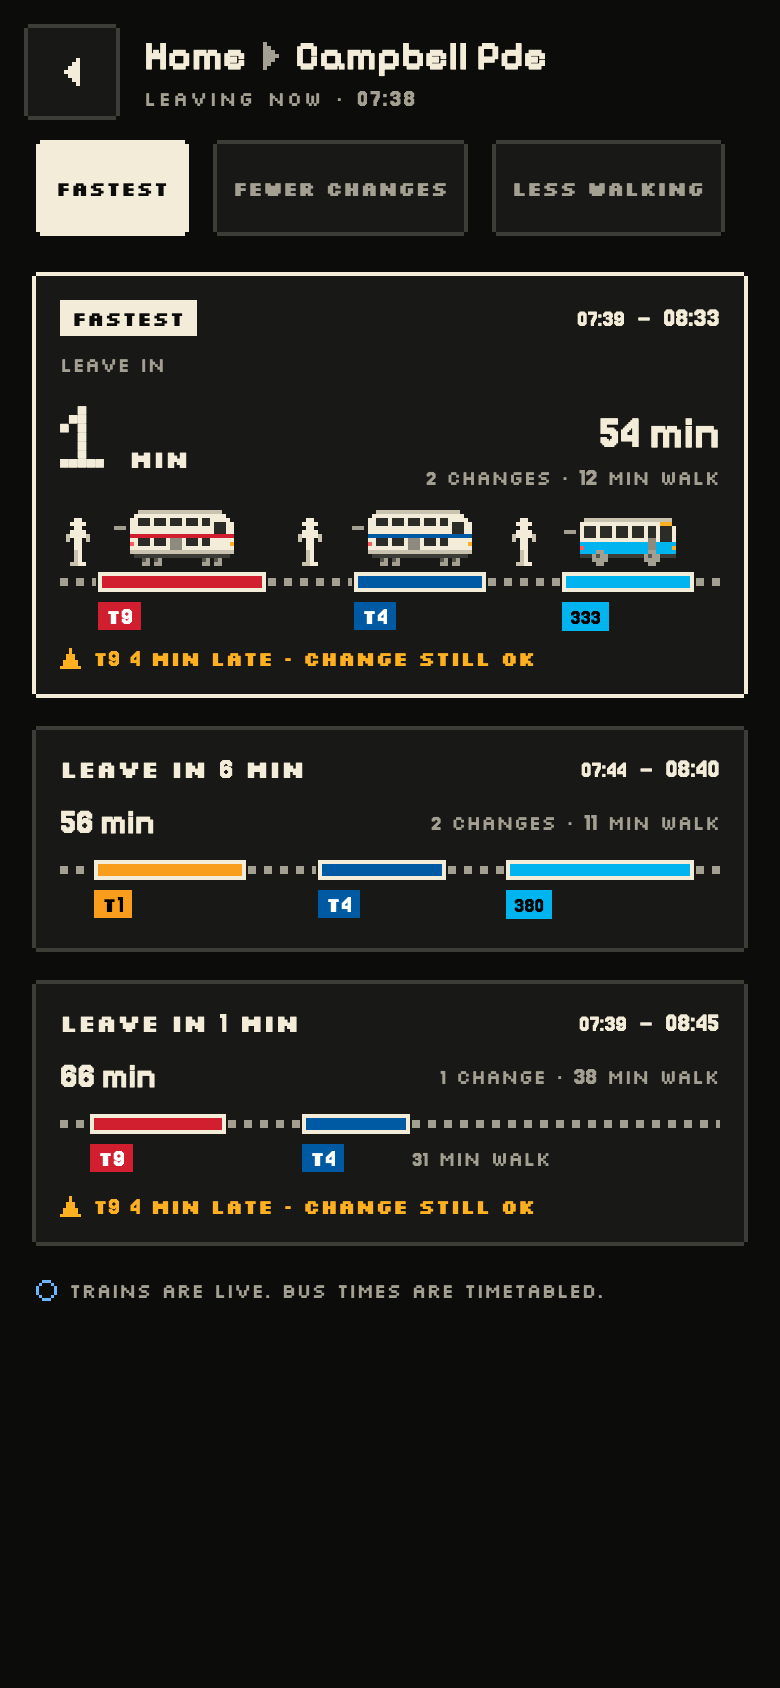 Home Campbell Pde
LEAVING NOW · 07:38
FASTEST
FEWER CHANGES
LESS WALKING
FASTEST
07:39 – 08:33
LEAVE IN
1 MIN
54 min
2 CHANGES · 12 MIN WALK
T9
T4
333
T9 4 MIN LATE - CHANGE STILL OK
LEAVE IN 6 MIN
07:44 – 08:40
56 min
2 CHANGES · 11 MIN WALK
T1
T4
380
LEAVE IN 1 MIN
07:39 – 08:45
66 min
1 CHANGE · 38 MIN WALK
T9
T4
31 MIN WALK
T9 4 MIN LATE - CHANGE STILL OK
TRAINS ARE LIVE. BUS TIMES ARE TIMETABLED.